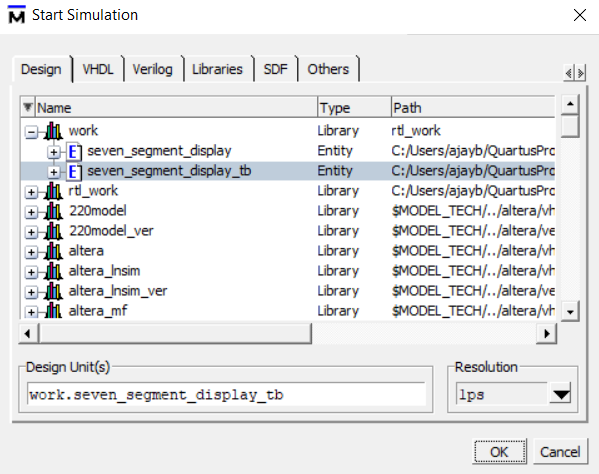 Start Simulation
Design VHDL Verilog Libraries SDF Others
Name Type Path
work Library rtl_work
seven_segment_display Entity C:/Users/ajayb/QuartusPro
seven_segment_display_tb Entity C:/Users/ajayb/QuartusPro
rtl_work Library C:/Users/ajayb/QuartusPro
220model Library $MODEL_TECH/../altera/vh
220model_ver Library $MODEL_TECH/../altera/ve
altera Library $MODEL_TECH/../altera/vh
altera_lnsim Library $MODEL_TECH/../altera/vh
altera_lnsim_ver Library $MODEL_TECH/../altera/ve
altera_mf Library $MODEL_TECH/../altera/vh
Design Unit(s) Resolution
work.seven_segment_display_tb 1ps
OK Cancel